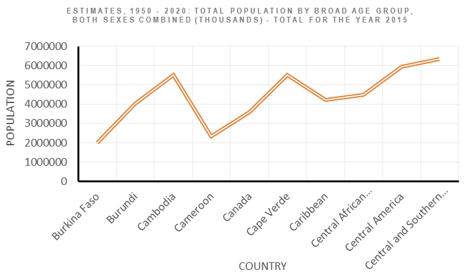 ESTIMATES, 1950 - 2020: TOTAL POPULATION BY BROAD AGE GROUP,
BOTH SEXES COMBINED (THOUSANDS) - TOTAL FOR THE YEAR 2015
7000000
6000000
5000000
4000000
3000000
2000000
1000000
0
POPULATION
Burkina Faso
Burundi
Cambodia
Cameroon
Canada
Cape Verde
Caribbean
Central African...
Central America
Central and Southern...
COUNTRY